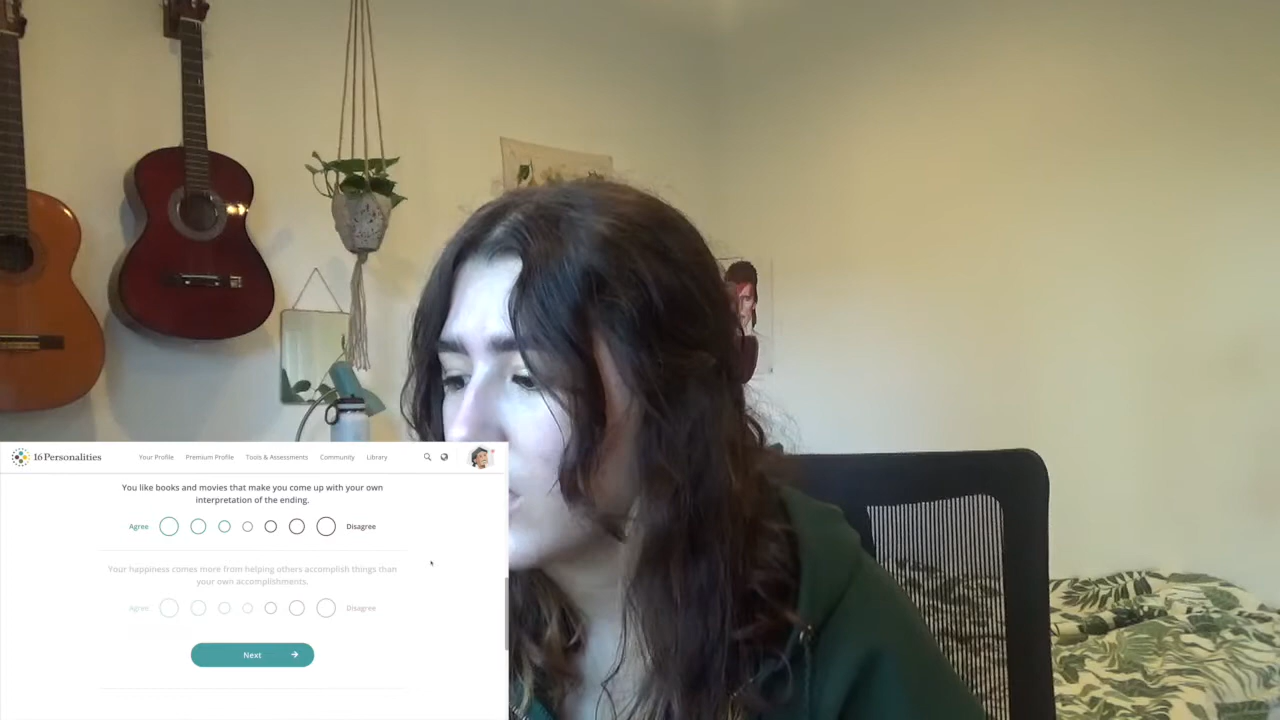 16Personalities
Your Profile Premium Profile Tools & Assessments Community Library
You like books and movies that make you come up with your own
interpretation of the ending.
Agree Disagree
Your happiness comes more from helping others accomplish things than
your own accomplishments.
Agree Disagree
Next